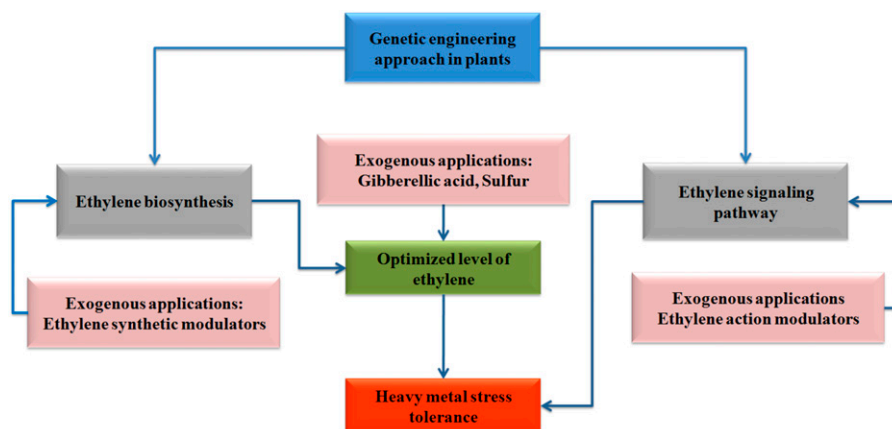 Genetic engineering
approach in plants
Exogenous applications:
Gibberellic acid, Sulfur
Ethylene biosynthesis
Ethylene signaling
pathway
Optimized level of
ethylene
Exogenous applications:
Ethylene synthetic modulators
Exogenous applications
Ethylene action modulators
Heavy metal stress
tolerance